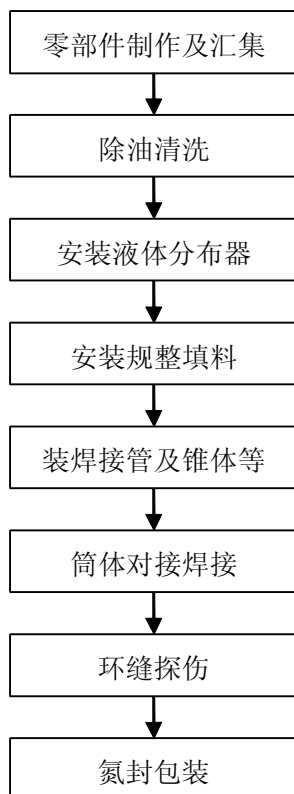 零部件制作及汇集
除油清洗
安装液体分布器
安装规整填料
装焊接管及锥体等
筒体对接焊接
环缝探伤
氮封包装